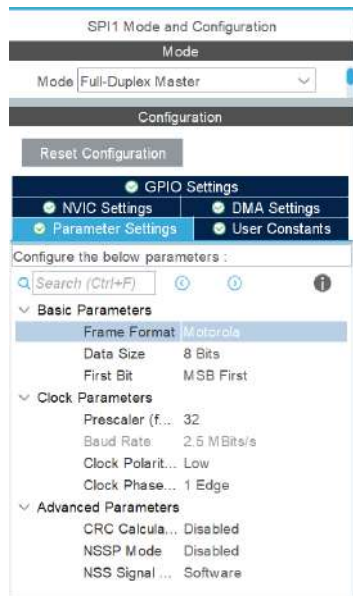 SPI1 Mode and Configuration
Mode
Mode Full-Duplex Master
Configuration
Reset Configuration
GPIO Settings
NVIC Settings DMA Settings
Parameter Settings User Constants
Configure the below parameters :
Search (Ctrl+F)
Basic Parameters
Frame Format Motorola
Data Size 8 Bits
First Bit MSB First
Clock Parameters
Prescaler (f... 32
Baud Rate 2.5 MBits/s
Clock Polarit... Low
Clock Phase... 1 Edge
Advanced Parameters
CRC Calcula... Disabled
NSSP Mode Disabled
NSS Signal ... Software